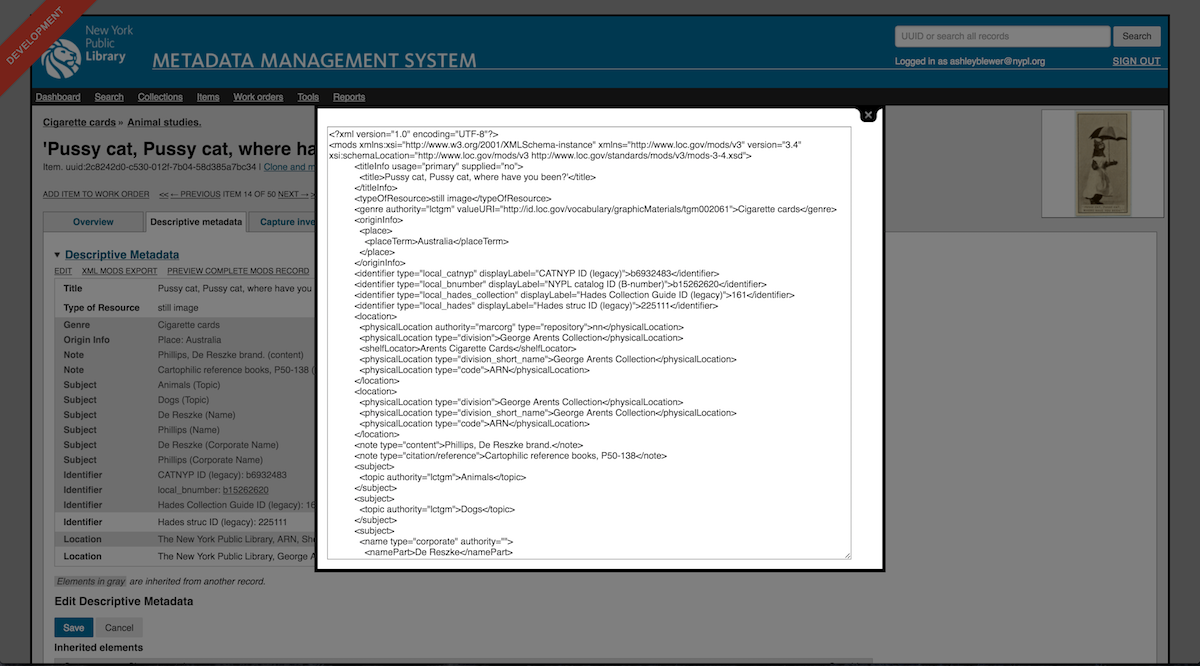 DEVELOPMENT
New York
Public
Library
METADATA MANAGEMENT SYSTEM
UUID or search all records
Search
Logged in as ashleyblewer@nypl.org
SIGN OUT
Dashboard Search Collections Items Work orders Tools Reports
Cigarette cards » Animal studies.
'Pussy cat, Pussy cat, where ha
Item. uuid:2c8242d0-c530-012f-7b04-58d385a7bc34 | Clone and m
ADD ITEM TO WORK ORDER << ← PREVIOUS ITEM 14 OF 50 NEXT → >
Overview Descriptive metadata Capture inve
▼ Descriptive Metadata
EDIT XML MODS EXPORT PREVIEW COMPLETE MODS RECORD
Title Pussy cat, Pussy cat, where have you
Type of Resource still image
Genre Cigarette cards
Origin Info Place: Australia
Note Phillips, De Reszke brand. (content)
Note Cartophilic reference books, P50-138 (
Subject Animals (Topic)
Subject Dogs (Topic)
Subject De Reszke (Name)
Subject Phillips (Name)
Subject De Reszke (Corporate Name)
Subject Phillips (Corporate Name)
Identifier CATNYP ID (legacy): b6932483
Identifier local_bnumber: b15262620
Identifier Hades Collection Guide ID (legacy): 16
Identifier Hades struc ID (legacy): 225111
Location The New York Public Library, ARN, She
Location The New York Public Library, George A
Elements in gray are inherited from another record.
Edit Descriptive Metadata
Save Cancel
Inherited elements
<?xml version="1.0" encoding="UTF-8"?>
<mods xmlns:xsi="http://www.w3.org/2001/XMLSchema-instance" xmlns="http://www.loc.gov/mods/v3" version="3.4"
xsi:schemaLocation="http://www.loc.gov/mods/v3 http://www.loc.gov/standards/mods/v3/mods-3-4.xsd">
<titleInfo usage="primary" supplied="no">
<title>'Pussy cat, Pussy cat, where have you been?'</title>
</titleInfo>
<typeOfResource>still image</typeOfResource>
<genre authority="lctgm" valueURI="http://id.loc.gov/vocabulary/graphicMaterials/tgm002061">Cigarette cards</genre>
<originInfo>
<place>
<placeTerm>Australia</placeTerm>
</place>
</originInfo>
<identifier type="local_catnyp" displayLabel="CATNYP ID (legacy)">b6932483</identifier>
<identifier type="local_bnumber" displayLabel="NYPL catalog ID (B-number)">b15262620</identifier>
<identifier type="local_hades_collection" displayLabel="Hades Collection Guide ID (legacy)">161</identifier>
<identifier type="local_hades" displayLabel="Hades struc ID (legacy)">225111</identifier>
<location>
<physicalLocation authority="marcorg" type="repository">nn</physicalLocation>
<physicalLocation type="division">George Arents Collection</physicalLocation>
<shelfLocator>Arents Cigarette Cards</shelfLocator>
<physicalLocation type="division_short_name">George Arents Collection</physicalLocation>
<physicalLocation type="code">ARN</physicalLocation>
</location>
<location>
<physicalLocation type="division">George Arents Collection</physicalLocation>
<physicalLocation type="division_short_name">George Arents Collection</physicalLocation>
<physicalLocation type="code">ARN</physicalLocation>
</location>
<note type="content">Phillips, De Reszke brand.</note>
<note type="citation/reference">Cartophilic reference books, P50-138</note>
<subject>
<topic authority="lctgm">Animals</topic>
</subject>
<subject>
<topic authority="lctgm">Dogs</topic>
</subject>
<subject>
<name type="corporate" authority="">
<namePart>De Reszke</namePart>